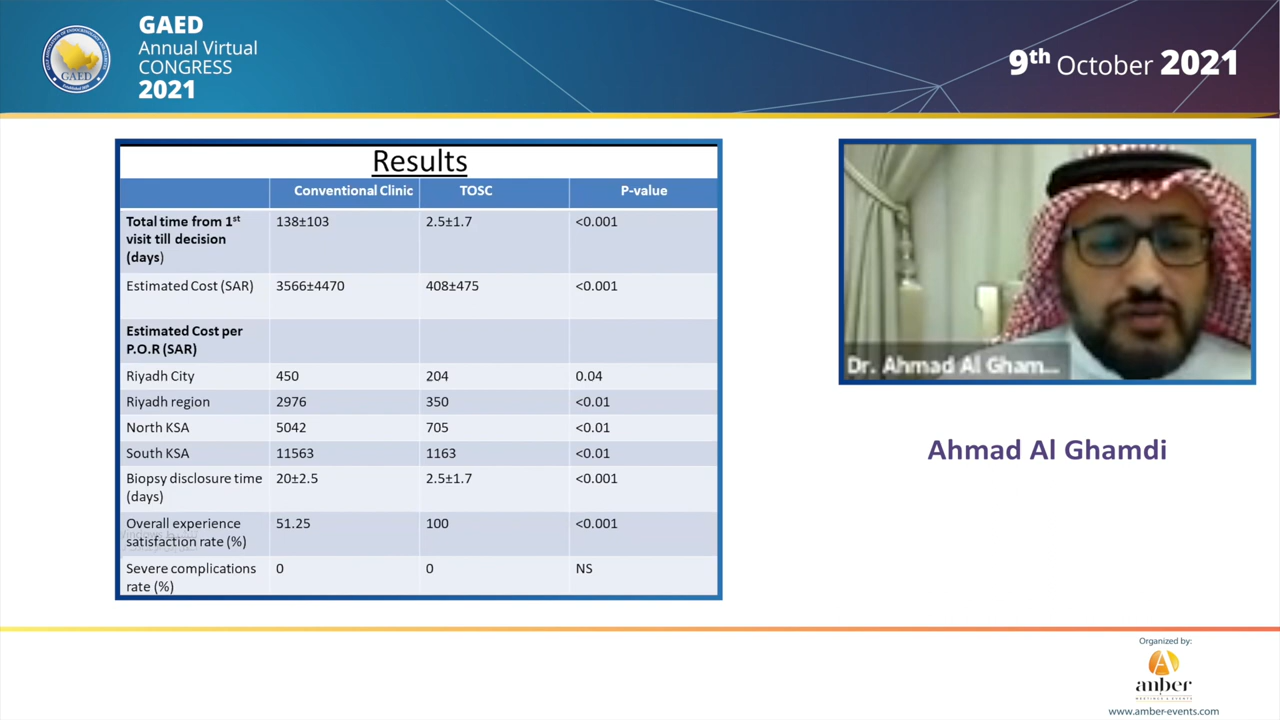 GAED
Annual Virtual
CONGRESS
2021
GAED
9th October 2021
Results
Conventional Clinic TOSC P-value
Total time from 1st visit till decision (days) 138±103 2.5±1.7 <0.001
Estimated Cost (SAR) 3566±4470 408±475 <0.001
Estimated Cost per P.O.R (SAR)
Riyadh City 450 204 0.04
Riyadh region 2976 350 <0.01
North KSA 5042 705 <0.01
South KSA 11563 1163 <0.01
Biopsy disclosure time (days) 20±2.5 2.5±1.7 <0.001
Overall experience satisfaction rate (%) 51.25 100 <0.001
Severe complications rate (%) 0 0 NS
Dr. Ahmad Al Gham...
Ahmad Al Ghamdi
Organized by:
A
anber
www.amber-events.com